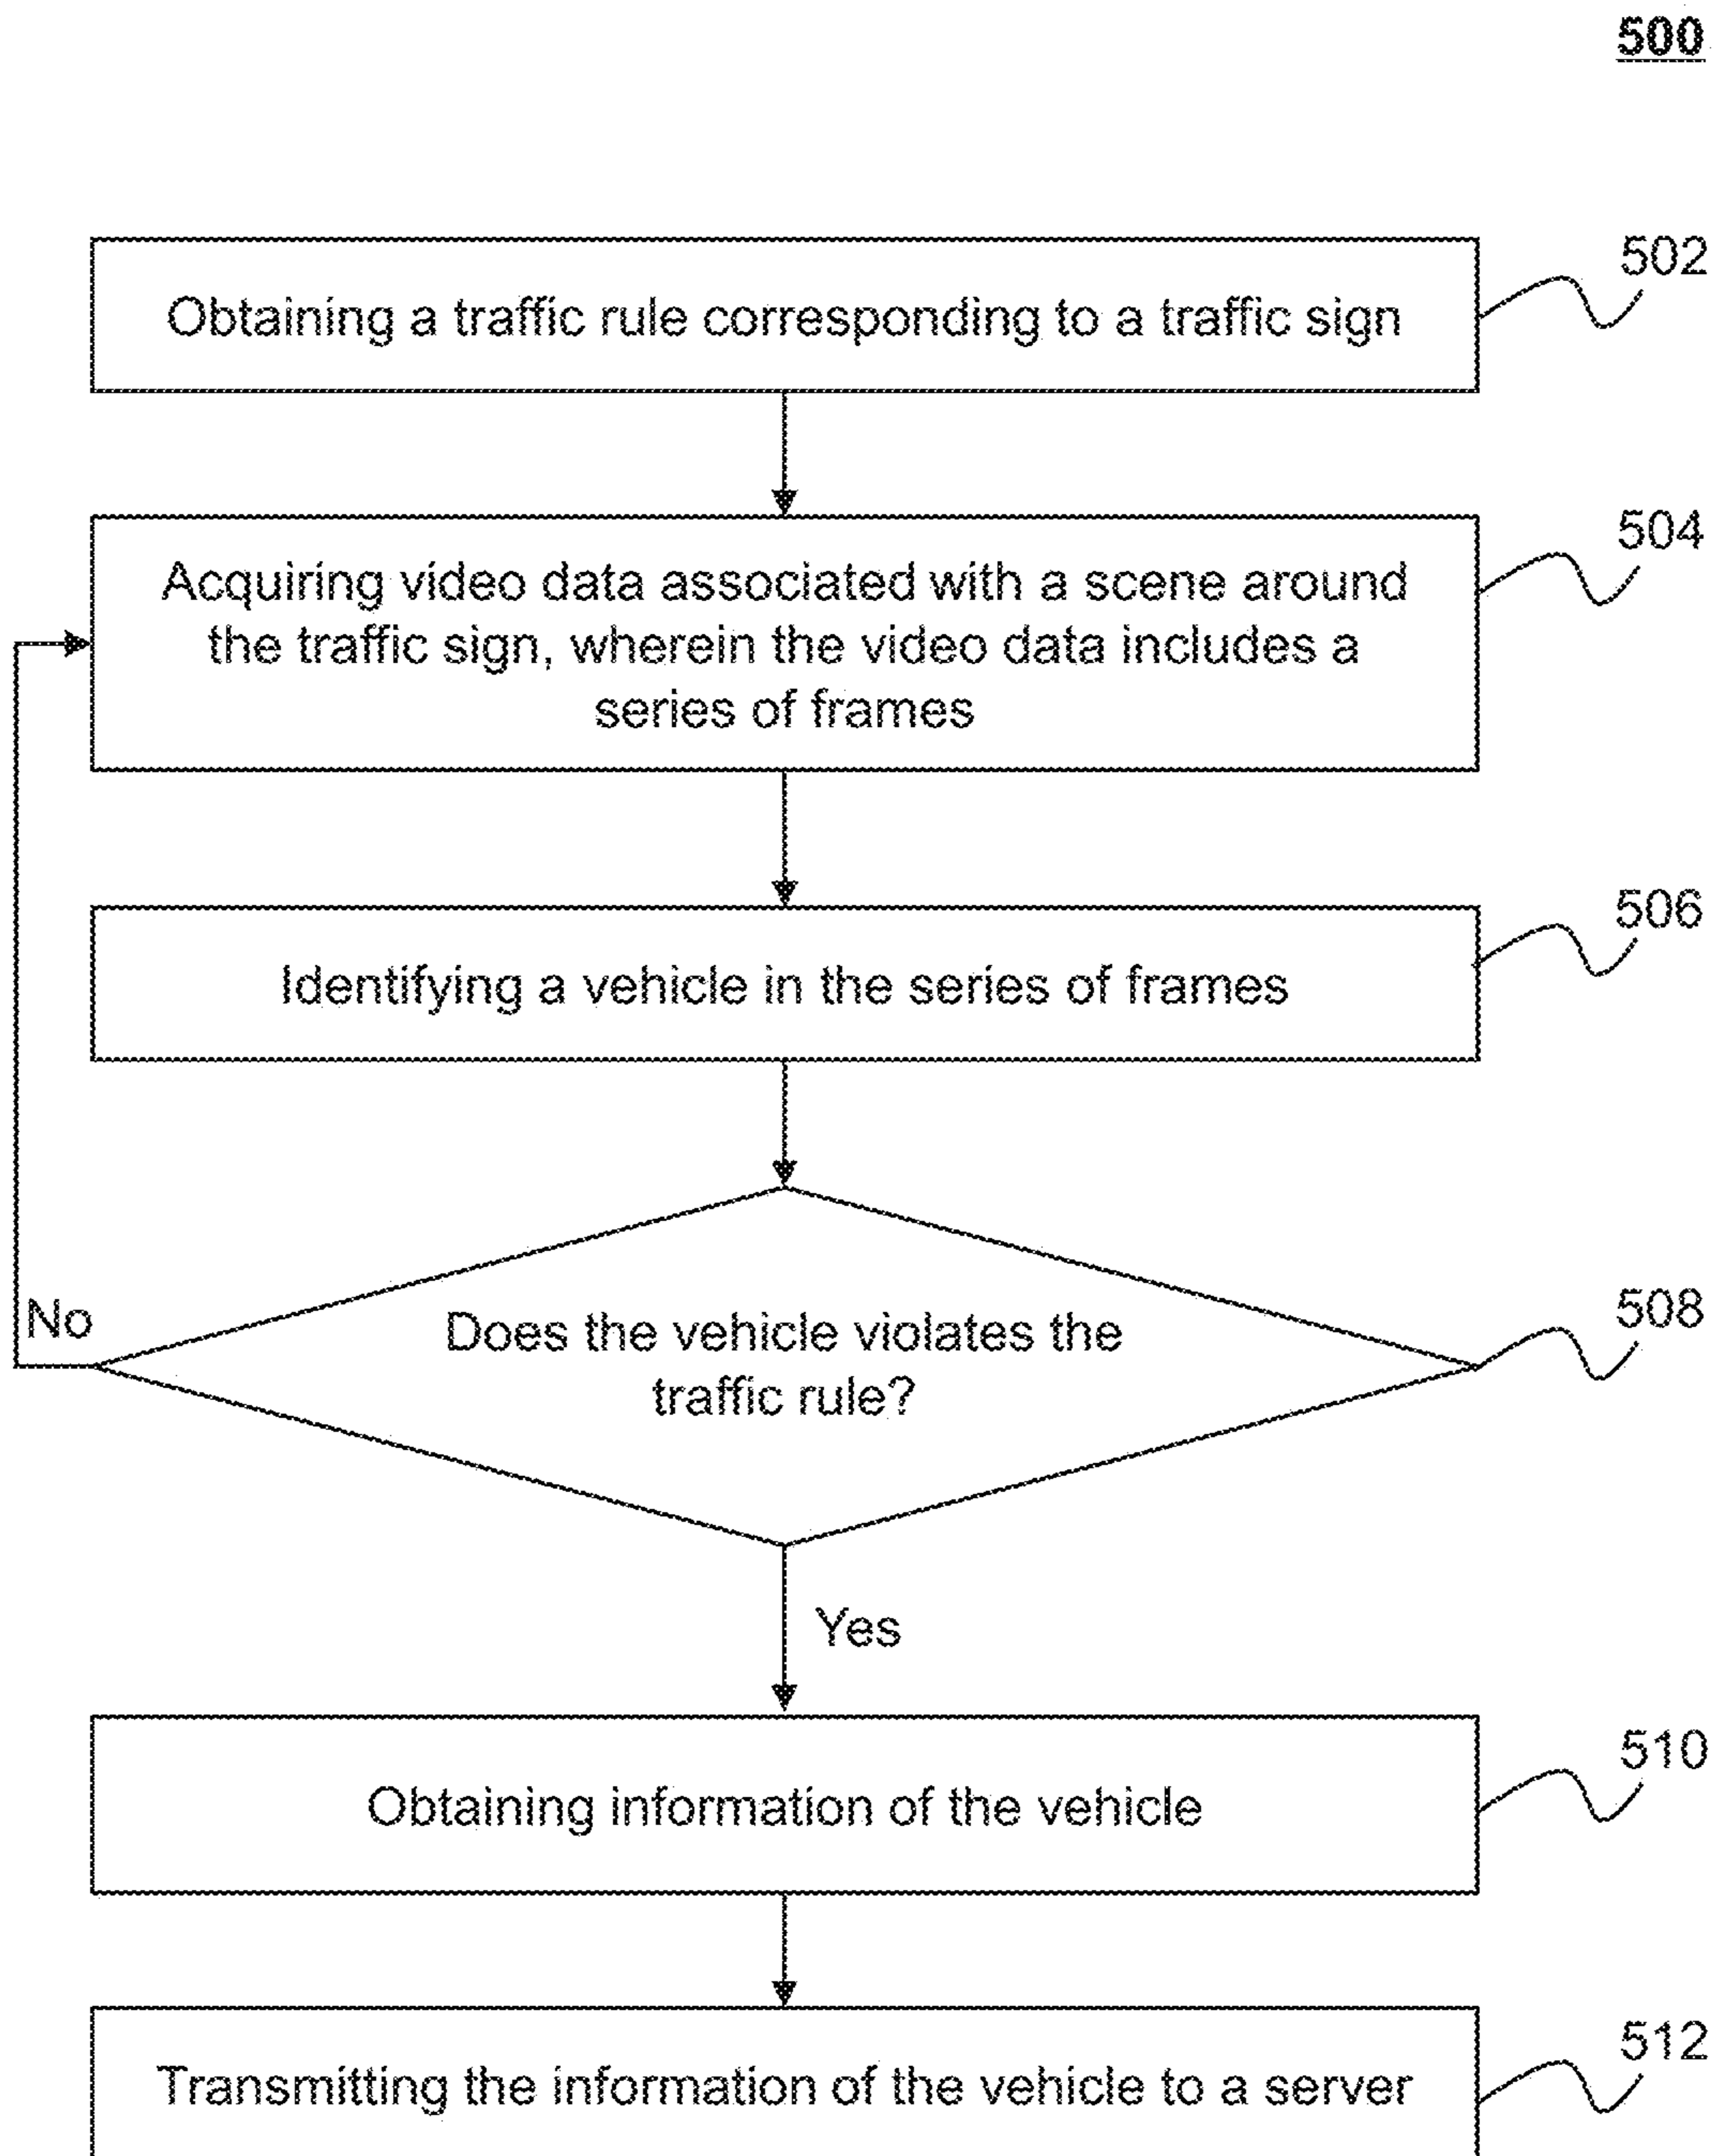 500
502
Obtaining a traffic rule corresponding to a traffic sign
504
Acquiring video data associated with a scene around
the traffic sign, wherein the video data includes a
series of frames
506
Identifying a vehicle in the series of frames
508
No
Does the vehicle violates the
traffic rule?
Yes
510
Obtaining information of the vehicle
512
Transmitting the information of the vehicle to a server